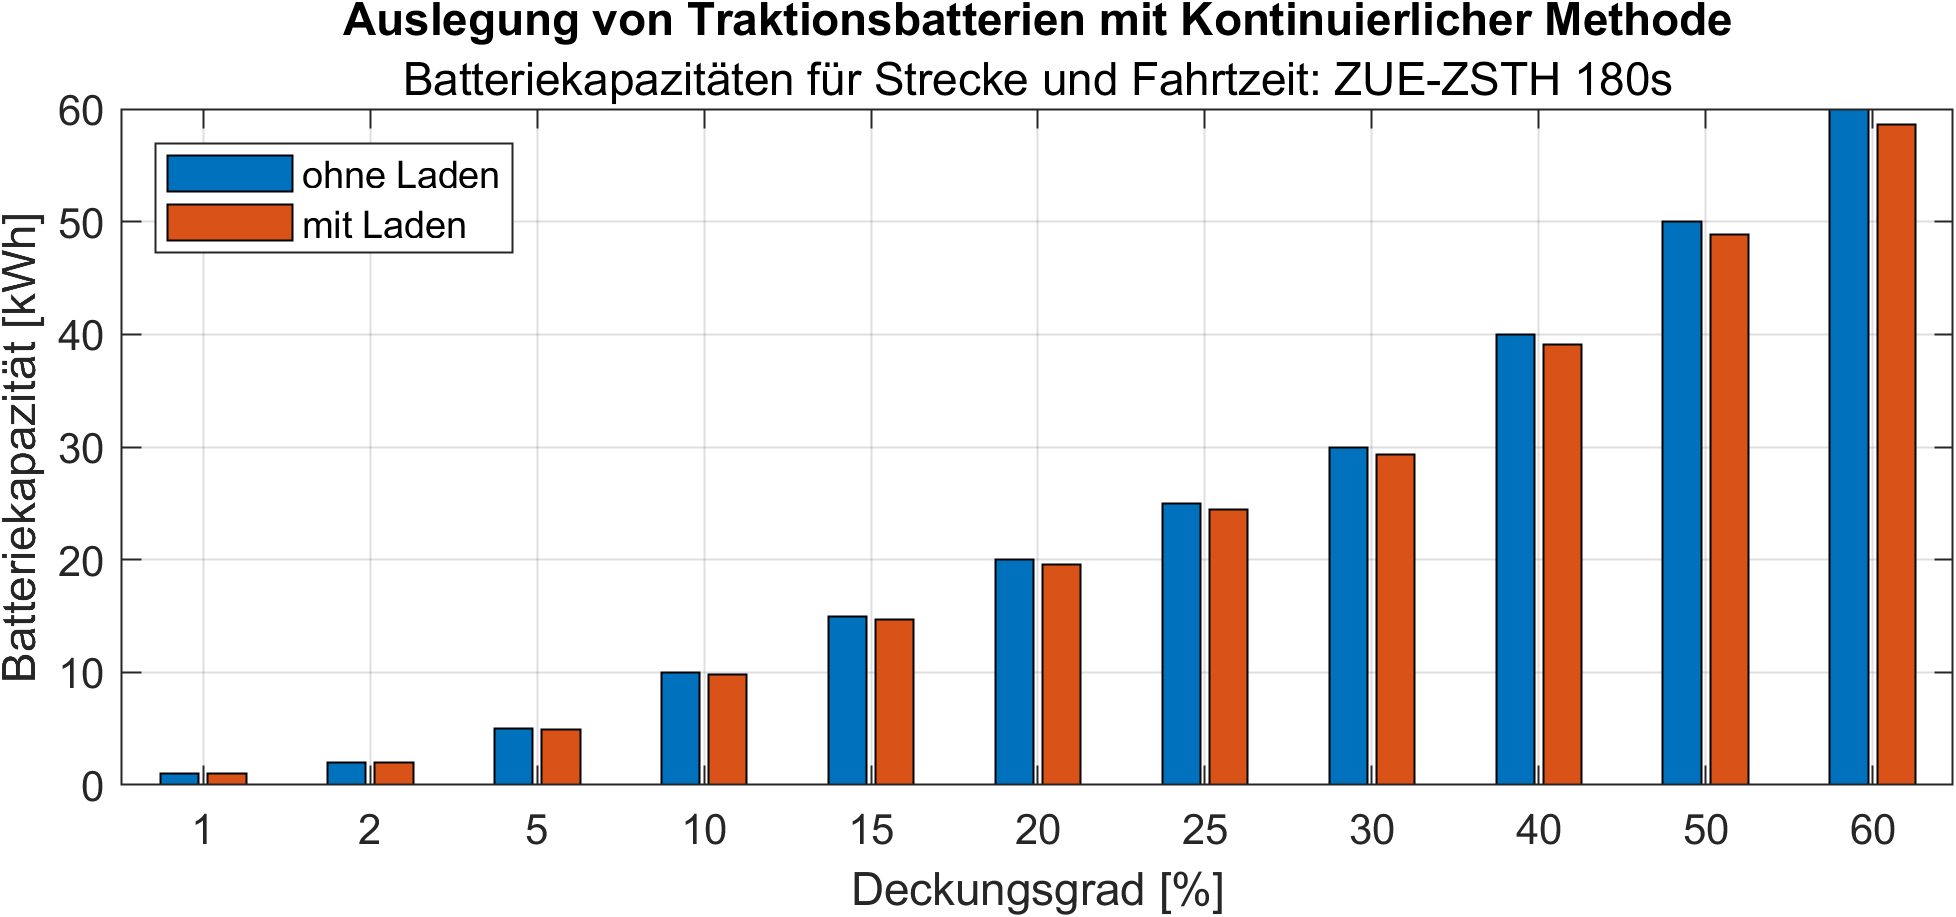 Auslegung von Traktionsbatterien mit Kontinuierlicher Methode
Batteriekapazitäten für Strecke und Fahrtzeit: ZUE-ZSTH 180s
ohne Laden
mit Laden
Batteriekapazität [kWh]
60
50
40
30
20
10
0
1 2 5 10 15 20 25 30 40 50 60
Deckungsgrad [%]